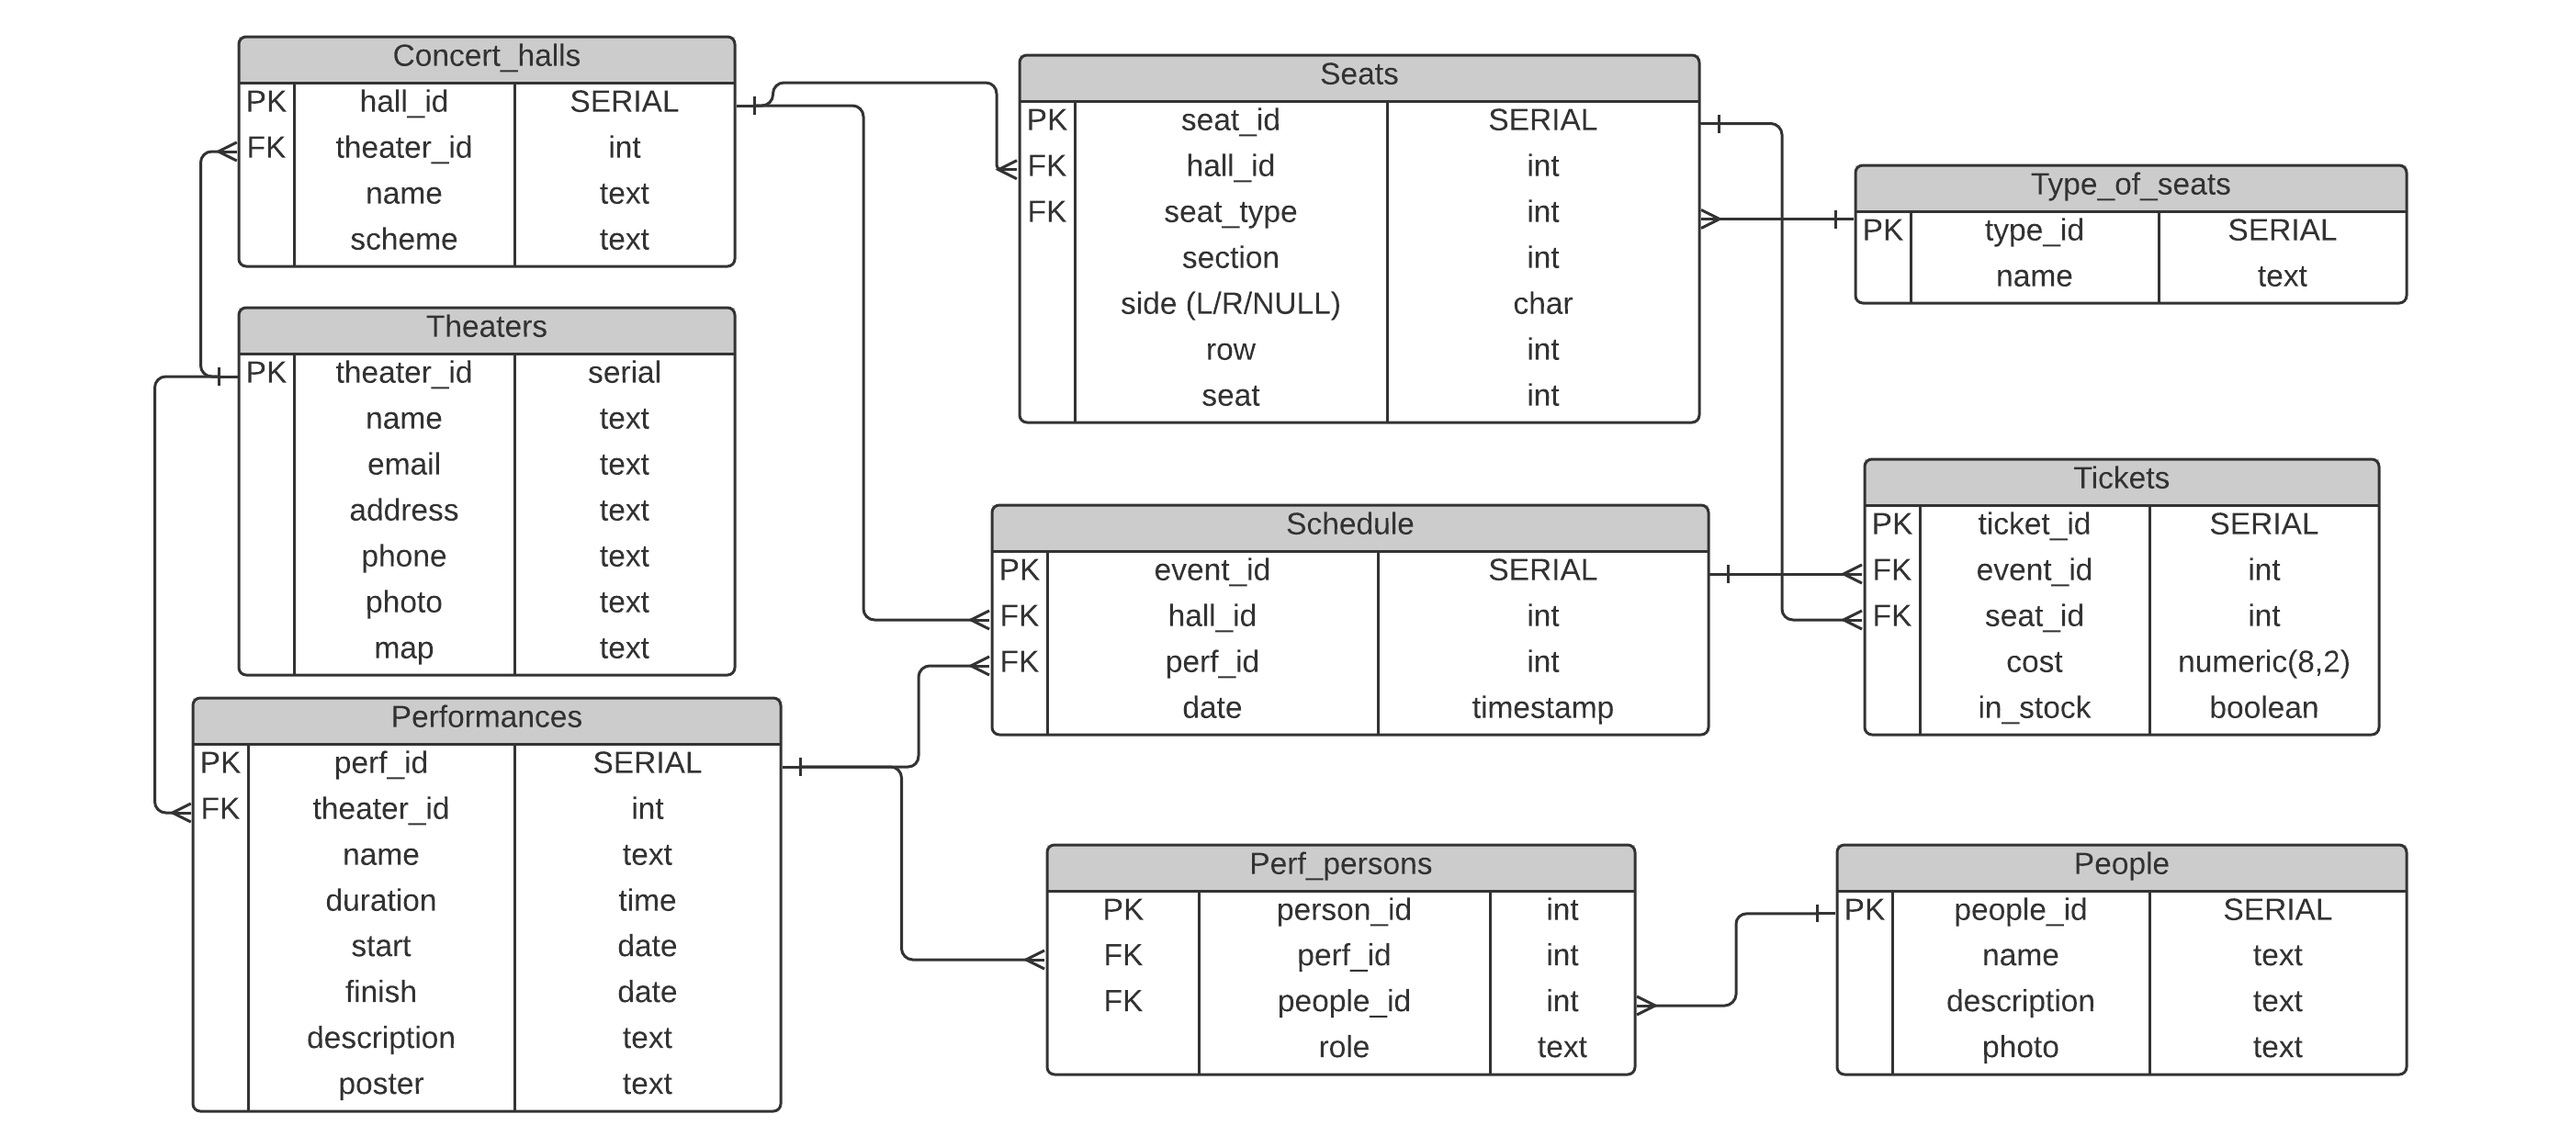 Concert_halls
PK hall_id SERIAL
FK theater_id int
name text
scheme text
Theaters
PK theater_id serial
name text
email text
address text
phone text
photo text
map text
Performances
PK perf_id SERIAL
FK theater_id int
name text
duration time
start date
finish date
description text
poster text
Seats
PK seat_id SERIAL
FK hall_id int
FK seat_type int
section int
side (L/R/NULL) char
row int
seat int
Schedule
PK event_id SERIAL
FK hall_id int
FK perf_id int
date timestamp
Perf_persons
PK person_id int
FK perf_id int
FK people_id int
role text
Type_of_seats
PK type_id SERIAL
name text
Tickets
PK ticket_id SERIAL
FK event_id int
FK seat_id int
cost numeric(8,2)
in_stock boolean
People
PK people_id SERIAL
name text
description text
photo text